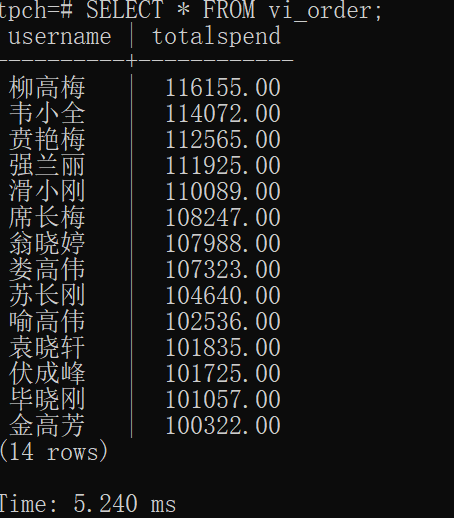 tpch=# SELECT * FROM vi_order;
username | totalspend
----------+------------
柳高梅 | 116155.00
韦小全 | 114072.00
贲艳梅 | 112565.00
强兰丽 | 111925.00
滑小刚 | 110089.00
席长梅 | 108247.00
翁晓婷 | 107988.00
娄高伟 | 107323.00
苏长刚 | 104640.00
喻高伟 | 102536.00
袁晓轩 | 101835.00
伏成峰 | 101725.00
毕晓刚 | 101057.00
金高芳 | 100322.00
(14 rows)
Time: 5.240 ms